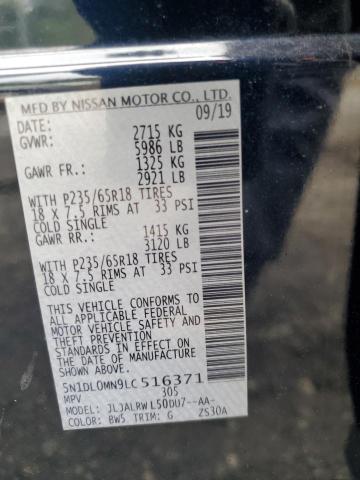 MFD BY NISSAN MOTOR CO., LTD.
DATE: 09/19
GVWR: 2715 KG
5986 LB
GAWR FR.: 1325 KG
2921 LB
WITH P235/65R18 TIRES
18 X 7.5 RIMS AT 33 PSI
COLD SINGLE
GAWR RR.: 1415 KG
3120 LB
WITH P235/65R18 TIRES
18 X 7.5 RIMS AT 33 PSI
COLD SINGLE
THIS VEHICLE CONFORMS TO
ALL APPLICABLE FEDERAL
MOTOR VEHICLE SAFETY
AND THEFT PREVENTION
STANDARDS IN EFFECT ON
THE DATE OF MANUFACTURE
SHOWN ABOVE.
5N1DL0MN9LC516371
MPV 305
MODEL: JLJALRWL50DU7--AA-
COLOR: BW5 TRIM: G ZS30A